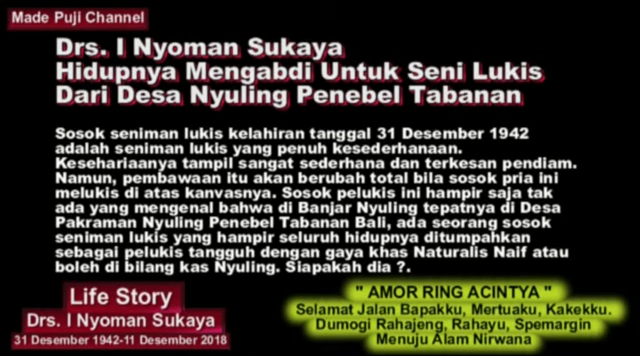 Made Puji Channel
Drs. I Nyoman Sukaya
Hidupnya Mengabdi Untuk Seni Lukis
Dari Desa Nyuling Penebel Tabanan
Sosok seniman lukis kelahiran tanggal 31 Desember 1942
adalah seniman lukis yang penuh kesederhanaan.
Kesehariaanya tampil sangat sederhana dan terkesan pendiam.
Namun, pembawaan itu akan berubah total bila sosok pria ini
melukis di atas kanvasnya. Sosok pelukis ini hampir saja tak
ada yang mengenal bahwa di Banjar Nyuling tepatnya di Desa
Pakraman Nyuling Penebel Tabanan Bali, ada seorang sosok
seniman lukis yang hampir seluruh hidupnya ditumpahkan
sebagai pelukis tangguh dengan gaya khas Naturalis Naif atau
boleh di bilang kas Nyuling. Siapakah dia ?.
Life Story
Drs. I Nyoman Sukaya
31 Desember 1942-11 Desember 2018
" AMOR RING ACINTYA "
Selamat Jalan Bapakku, Mertuaku, Kakekku.
Dumogi Rahajeng, Rahayu, Spemargin
Menuju Alam Nirwana